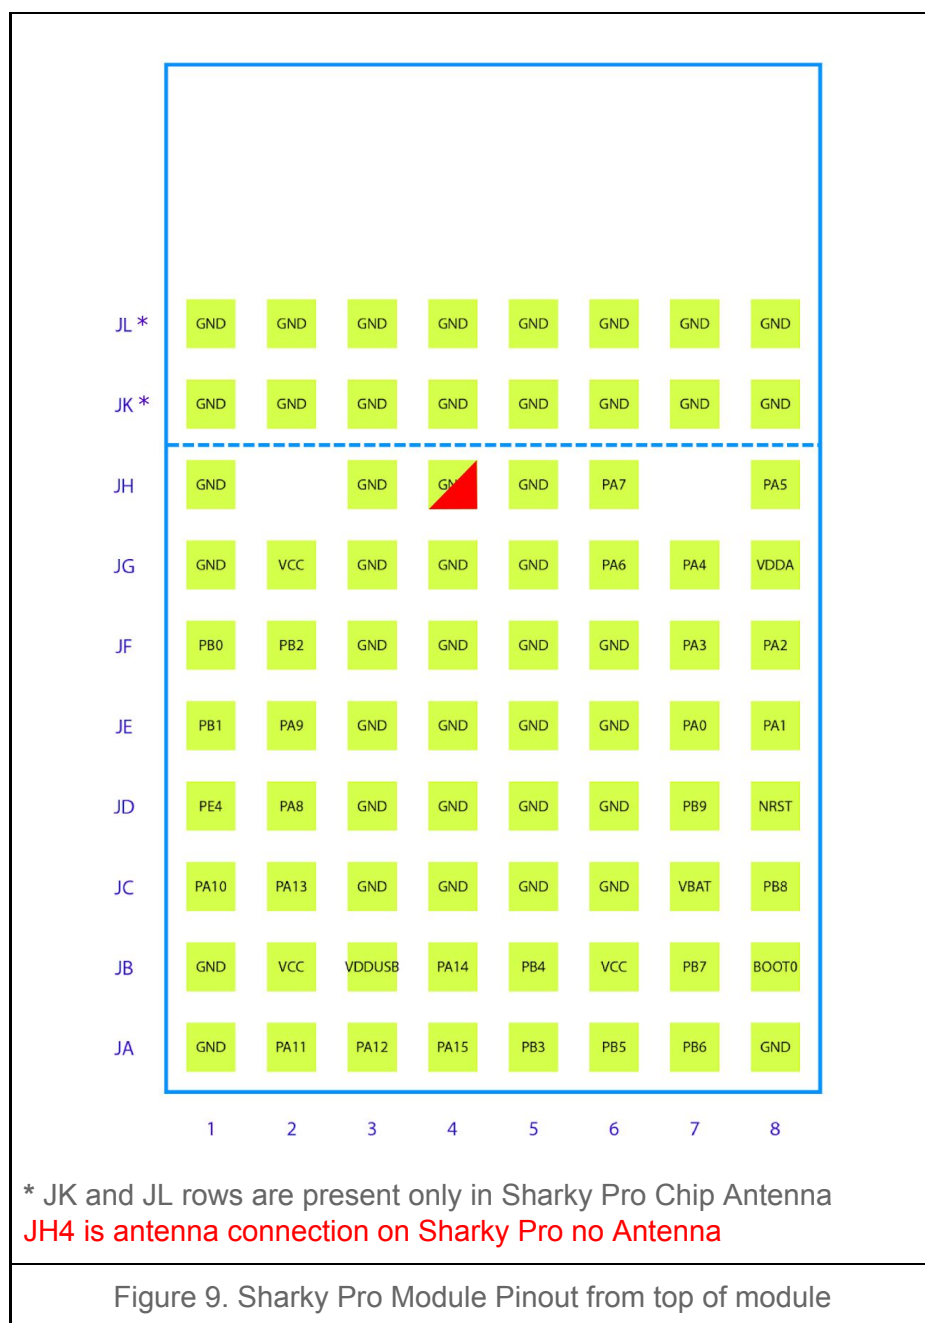 JL * GND GND GND GND GND GND GND GND
JK * GND GND GND GND GND GND GND GND
JH GND GND GND GND PA7 PA5
JG GND VCC GND GND GND PA6 PA4 VDDA
JF PB0 PB2 GND GND GND GND PA3 PA2
JE PB1 PA9 GND GND GND GND PA0 PA1
JD PE4 PA8 GND GND GND GND PB9 NRST
JC PA10 PA13 GND GND GND GND VBAT PB8
JB GND VCC VDDUSB PA14 PB4 VCC PB7 BOOT0
JA GND PA11 PA12 PA15 PB3 PB5 PB6 GND
1 2 3 4 5 6 7 8
* JK and JL rows are present only in Sharky Pro Chip Antenna
JH4 is antenna connection on Sharky Pro no Antenna
Figure 9. Sharky Pro Module Pinout from top of module